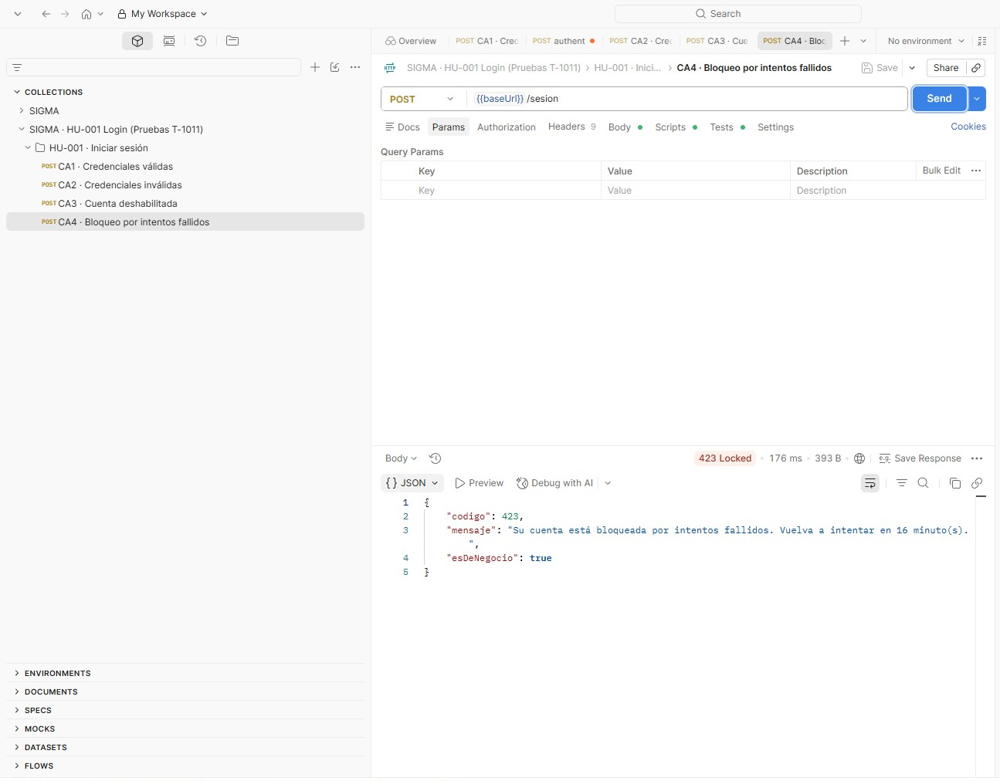 My Workspace
Search
Overview
POST CA1 · Crec
POST authent
POST CA2 · Cre
POST CA3 · Cue
POST CA4 · Bloc
No environment
HTTP
SIGMA · HU-001 Login (Pruebas T-1011) > HU-001 · Inici... > CA4 · Bloqueo por intentos fallidos
Save
Share
POST
{{baseUrl}} /sesion
Send
Docs
Params
Authorization
Headers 9
Body
Scripts
Tests
Settings
Cookies
Query Params
Key
Value
Description
Bulk Edit
Key
Value
Description
COLLECTIONS
SIGMA
SIGMA · HU-001 Login (Pruebas T-1011)
HU-001 · Iniciar sesión
POST CA1 · Credenciales válidas
POST CA2 · Credenciales inválidas
POST CA3 · Cuenta deshabilitada
POST CA4 · Bloqueo por intentos fallidos
ENVIRONMENTS
DOCUMENTS
SPECS
MOCKS
DATASETS
FLOWS
Body
423 Locked
176 ms
393 B
e.g. Save Response
{} JSON
Preview
Debug with AI
1 {
2 "codigo": 423,
3 "mensaje": "Su cuenta está bloqueada por intentos fallidos. Vuelva a intentar en 16 minuto(s).
",
4 "esDeNegocio": true
5 }